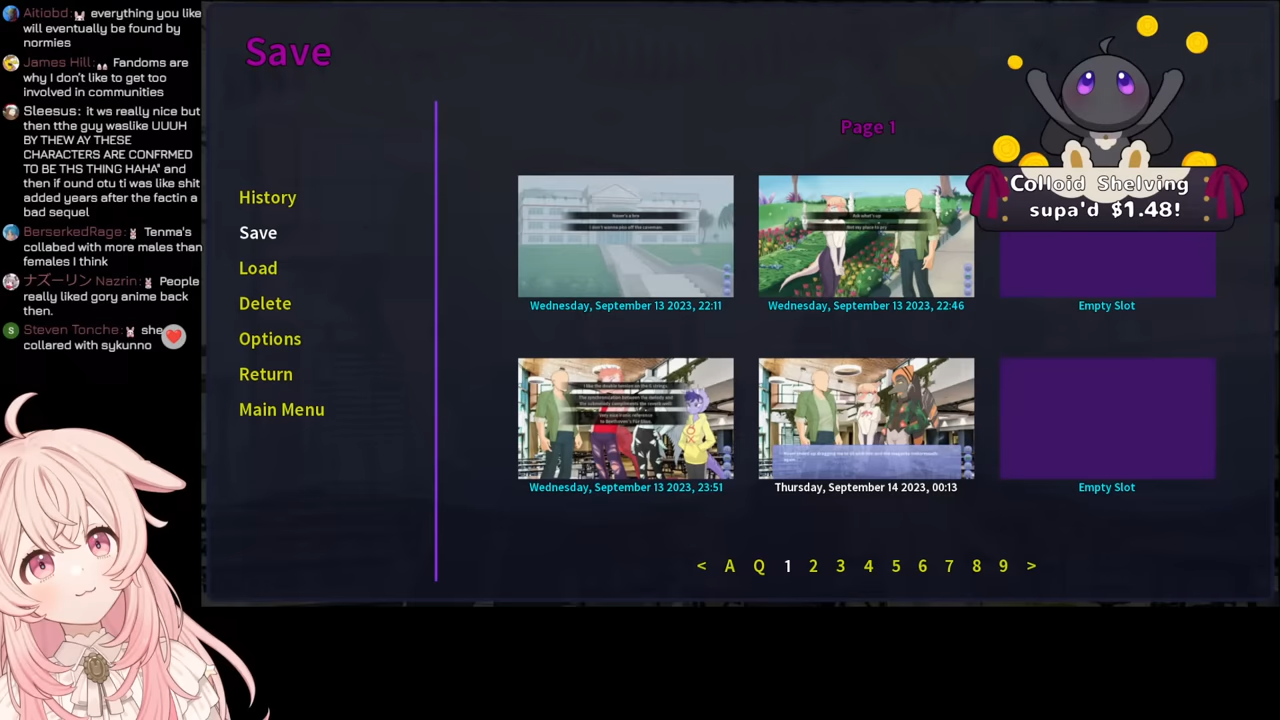 Aitiobd: everything you like
will eventually be found by
normies
James Hill: Fandoms are
why I don't like to get too
involved in communities
Sleesus: it ws really nice but
then tthe guy waslike UUUH
BY THEW AY THESE
CHARACTERS ARE CONFRMED
TO BE THS THING HAHA" and
then if ound otu ti was like shit
added years after the factin a
bad sequel
BerserkedRage: Tenma's
collabed with more males than
females I think
ナズーリン Nazrin: People
really liked gory anime back
then.
Steven Tonche: she
collared with sykunno
Save
History
Save
Load
Delete
Options
Return
Main Menu
Page 1
Colloid Shelving
supa'd $1.48!
Wednesday, September 13 2023, 22:11
Wednesday, September 13 2023, 22:46
Empty Slot
Wednesday, September 13 2023, 23:51
Thursday, September 14 2023, 00:13
Empty Slot
< A Q 1 2 3 4 5 6 7 8 9 >